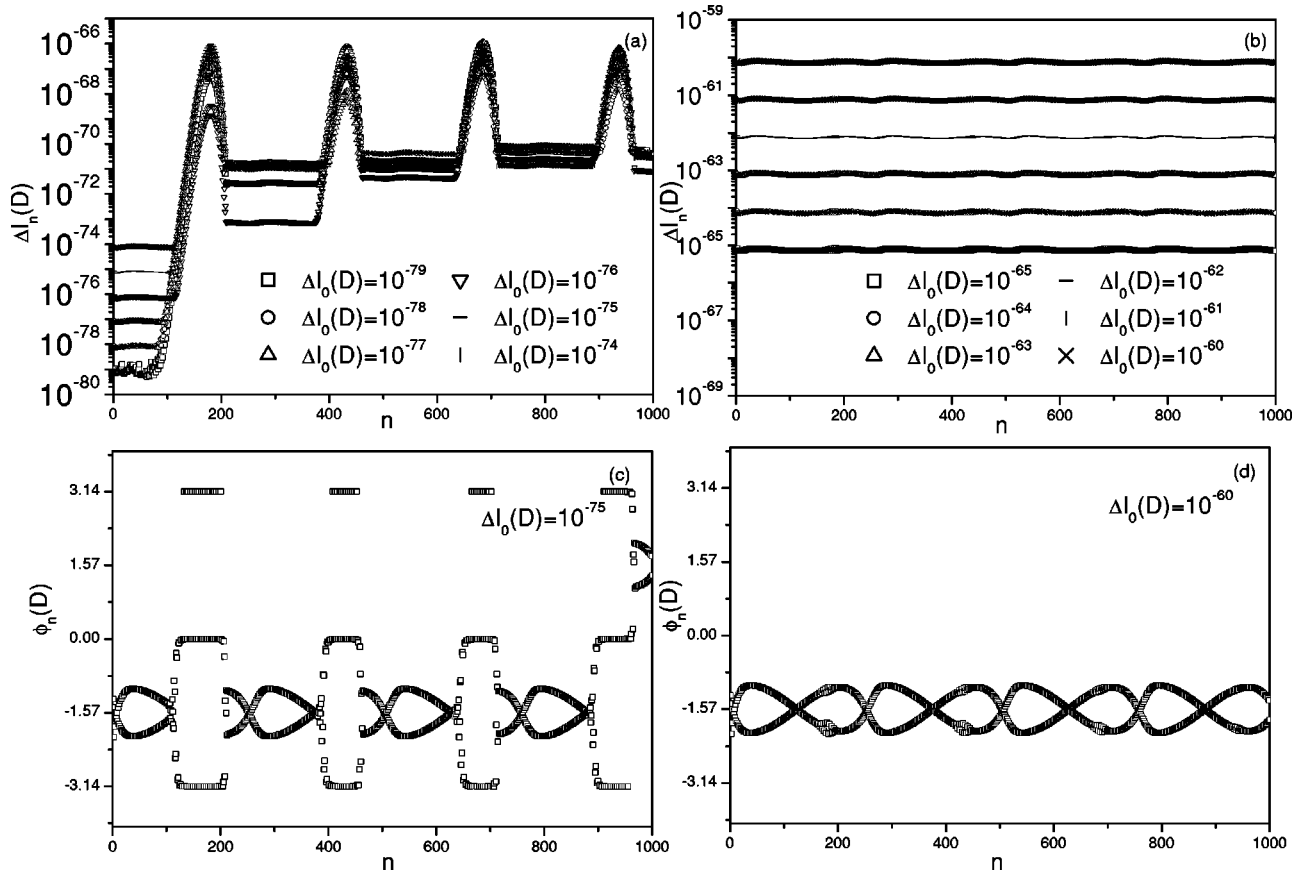 (a)
10^-66
10^-68
10^-70
10^-72
10^-74
10^-76
10^-78
10^-80
ΔI_n(D)
□ ΔI_0(D)=10^-79
○ ΔI_0(D)=10^-78
△ ΔI_0(D)=10^-77
▽ ΔI_0(D)=10^-76
− ΔI_0(D)=10^-75
| ΔI_0(D)=10^-74
0 200 400 600 800 1000
n
(b)
10^-59
10^-61
10^-63
10^-65
10^-67
10^-69
ΔI_n(D)
□ ΔI_0(D)=10^-65
○ ΔI_0(D)=10^-64
△ ΔI_0(D)=10^-63
− ΔI_0(D)=10^-62
| ΔI_0(D)=10^-61
× ΔI_0(D)=10^-60
0 200 400 600 800 1000
n
(c)
3.14
1.57
0.00
-1.57
-3.14
ϕ_n(D)
ΔI_0(D)=10^-75
0 200 400 600 800 1000
n
(d)
3.14
1.57
0.00
-1.57
-3.14
ϕ_n(D)
ΔI_0(D)=10^-60
0 200 400 600 800 1000
n